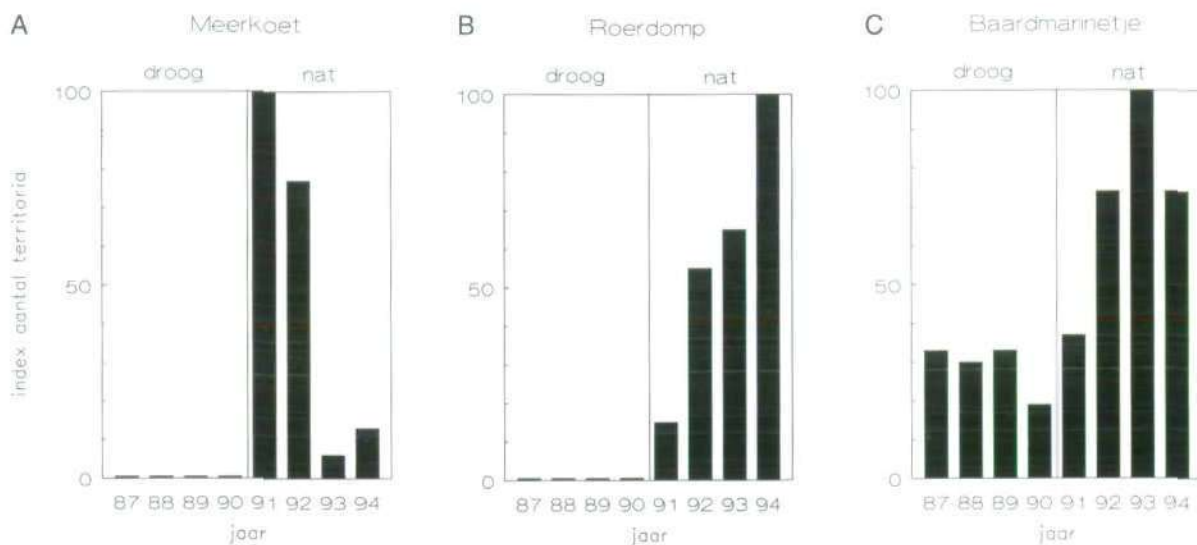 A Meerkoet
droog nat
100
50
0
87 88 89 90 91 92 93 94
jaar
index aantal territoria
B Roerdomp
droog nat
100
50
0
87 88 89 90 91 92 93 94
jaar
C Baardmannetje
droog nat
100
50
0
87 88 89 90 91 92 93 94
jaar